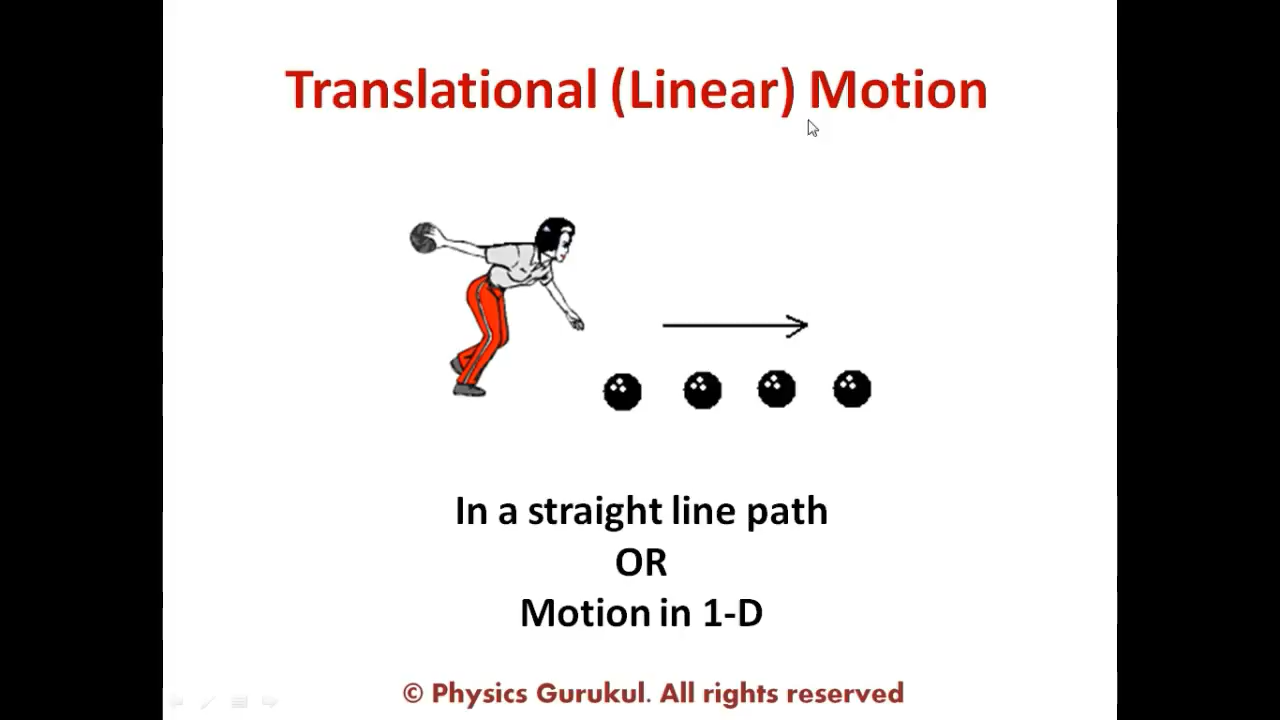 Translational (Linear) Motion
In a straight line path
OR
Motion in 1-D
© Physics Gurukul. All rights reserved